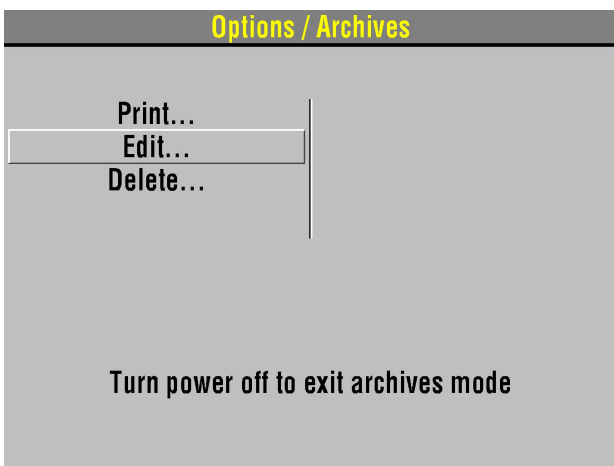 Options / Archives
Print...
Edit...
Delete...
Turn power off to exit archives mode